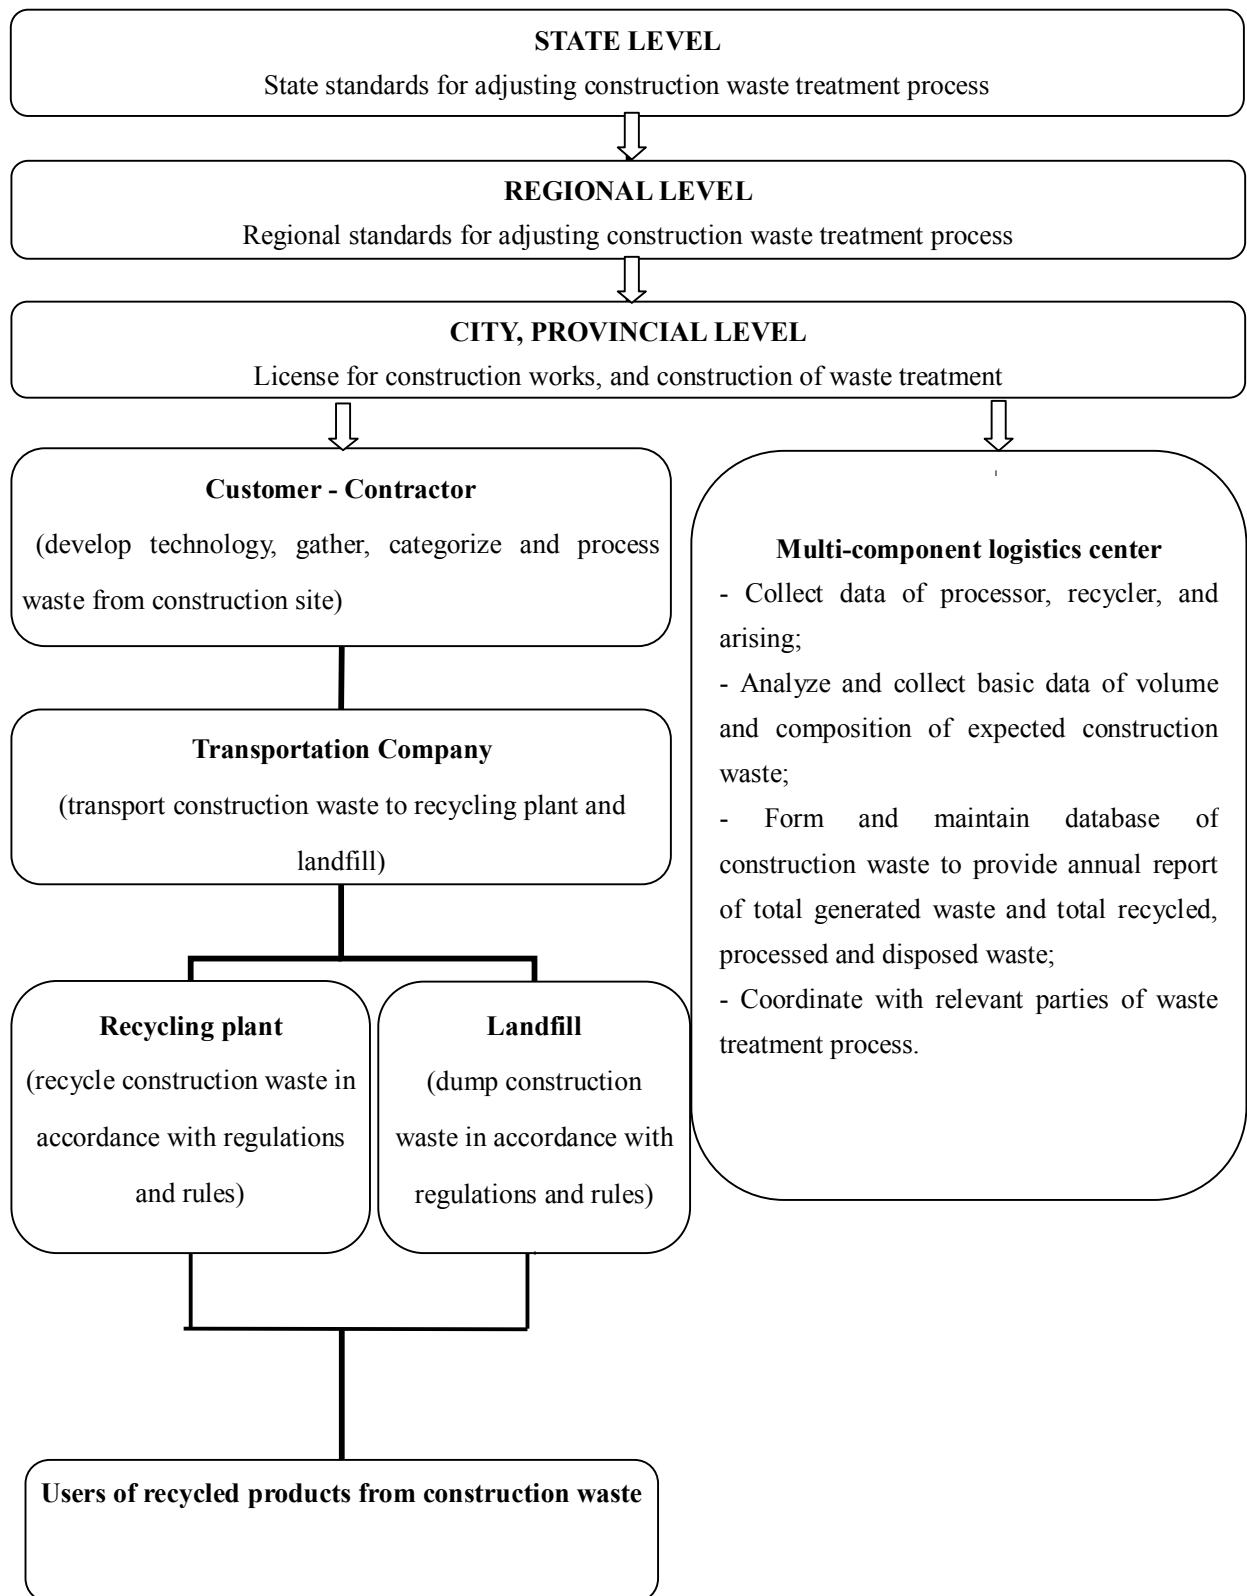 STATE LEVEL
State standards for adjusting construction waste treatment process
REGIONAL LEVEL
Regional standards for adjusting construction waste treatment process
CITY, PROVINCIAL LEVEL
License for construction works, and construction of waste treatment
Customer - Contractor
(develop technology, gather, categorize and process
waste from construction site)
Transportation Company
(transport construction waste to recycling plant and
landfill)
Recycling plant
(recycle construction waste in
accordance with regulations
and rules)
Landfill
(dump construction
waste in accordance with
regulations and rules)
Multi-component logistics center
- Collect data of processor, recycler, and
arising;
- Analyze and collect basic data of volume
and composition of expected construction
waste;
- Form and maintain database of
construction waste to provide annual report
of total generated waste and total recycled,
processed and disposed waste;
- Coordinate with relevant parties of waste
treatment process.
Users of recycled products from construction waste